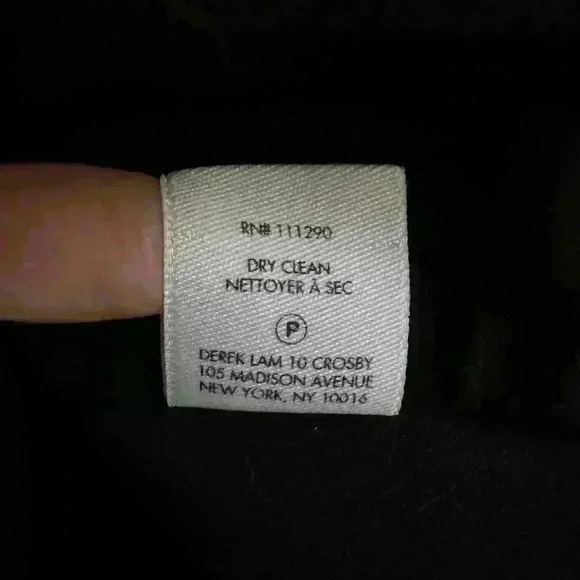 RN# 111290
DRY CLEAN
NETTOYER À SEC
P
DEREK LAM 10 CROSBY
105 MADISON AVENUE
NEW YORK, NY 10016